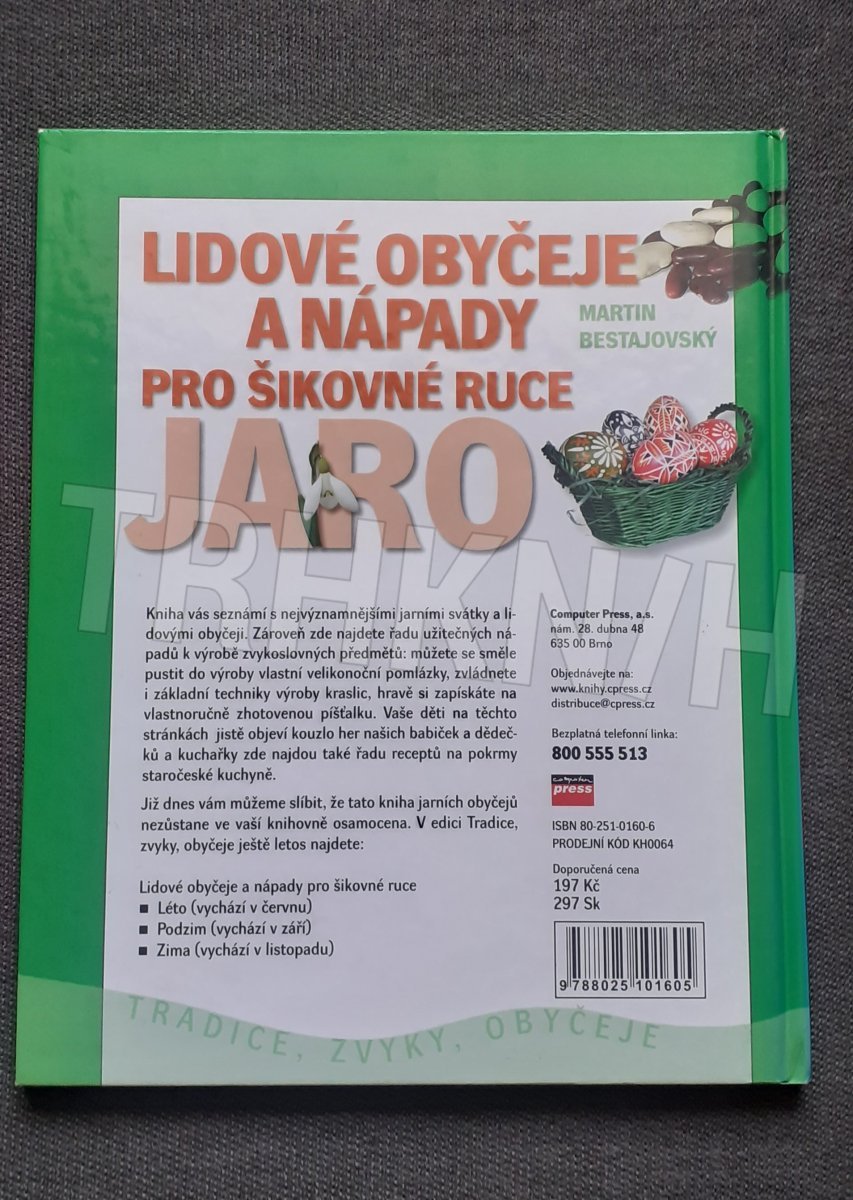 LIDOVÉ OBYČEJE
A NÁPADY
PRO ŠIKOVNÉ RUCE
JARO
MARTIN
BESTAJOVSKÝ
Kniha vás seznámí s nejvýznamnějšími jarními svátky a li-
dovými obyčeji. Zároveň zde najdete řadu užitečných ná-
padů k výrobě zvykoslovných předmětů: můžete se směle
pustit do výroby vlastní velikonoční pomlázky, zvládnete
i základní techniky výroby kraslic, hravě si zapískáte na
vlastnoručně zhotovenou píšťalku. Vaše děti na těchto
stránkách jistě objeví kouzlo her našich babiček a dědeč-
ků a kuchařky zde najdou také řadu receptů na pokrmy
staročeské kuchyně.
Již dnes vám můžeme slíbit, že tato kniha jarních obyčejů
nezůstane ve vaší knihovně osamocena. V edici Tradice,
zvyky, obyčeje ještě letos najdete:
Lidové obyčeje a nápady pro šikovné ruce
■ Léto (vychází v červnu)
■ Podzim (vychází v září)
■ Zima (vychází v listopadu)
Computer Press, a.s.
nám. 28. dubna 48
635 00 Brno
Objednávejte na:
www.knihy.cpress.cz
distribuce@cpress.cz
Bezplatná telefonní linka:
800 555 513
computer
press
ISBN 80-251-0160-6
PRODEJNÍ KÓD KH0064
Doporučená cena
197 Kč
297 Sk
9 788025 101605
TRADICE, ZVYKY, OBYČEJE
TRHKNIH